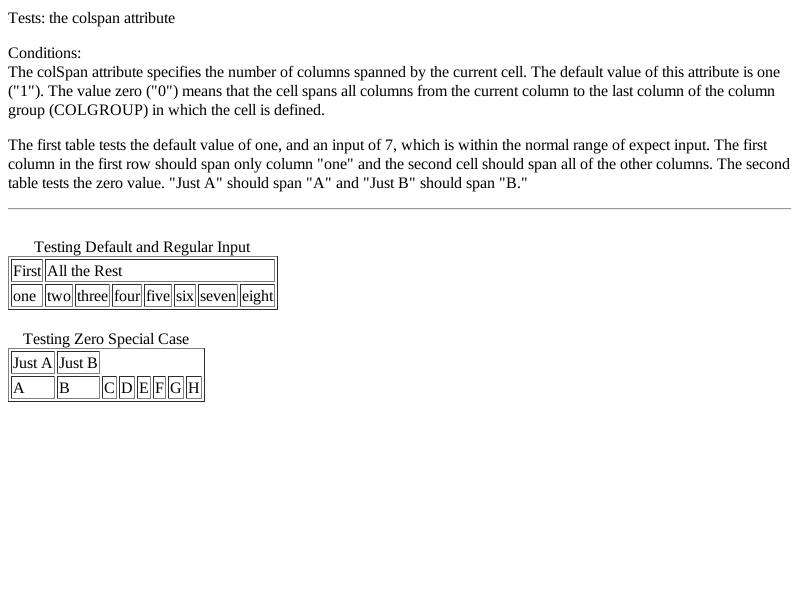 Tests: the colspan attribute
Conditions:
The colSpan attribute specifies the number of columns spanned by the current cell. The default value of this attribute is one
("1"). The value zero ("0") means that the cell spans all columns from the current column to the last column of the column
group (COLGROUP) in which the cell is defined.
The first table tests the default value of one, and an input of 7, which is within the normal range of expect input. The first
column in the first row should span only column "one" and the second cell should span all of the other columns. The second
table tests the zero value. "Just A" should span "A" and "Just B" should span "B."
Testing Default and Regular Input
First All the Rest
one two three four five six seven eight
Testing Zero Special Case
Just A Just B
A B C D E F G H